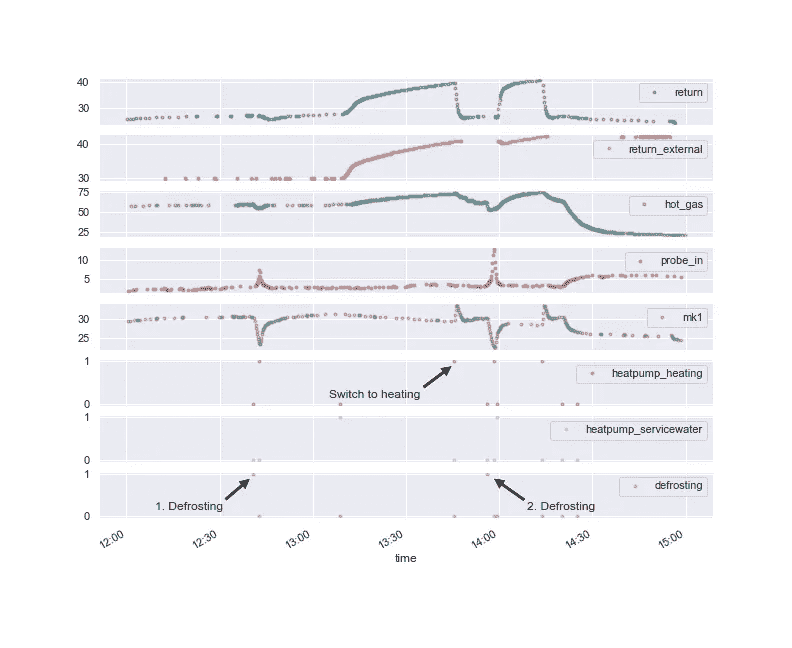 40
30
return
40
30
return_external
75
50
25
hot_gas
10
5
probe_in
30
25
mk1
1
0
heatpump_heating
Switch to heating
1
0
heatpump_servicewater
1
0
defrosting
1. Defrosting
2. Defrosting
12:00
12:30
13:00
13:30
14:00
14:30
15:00
time